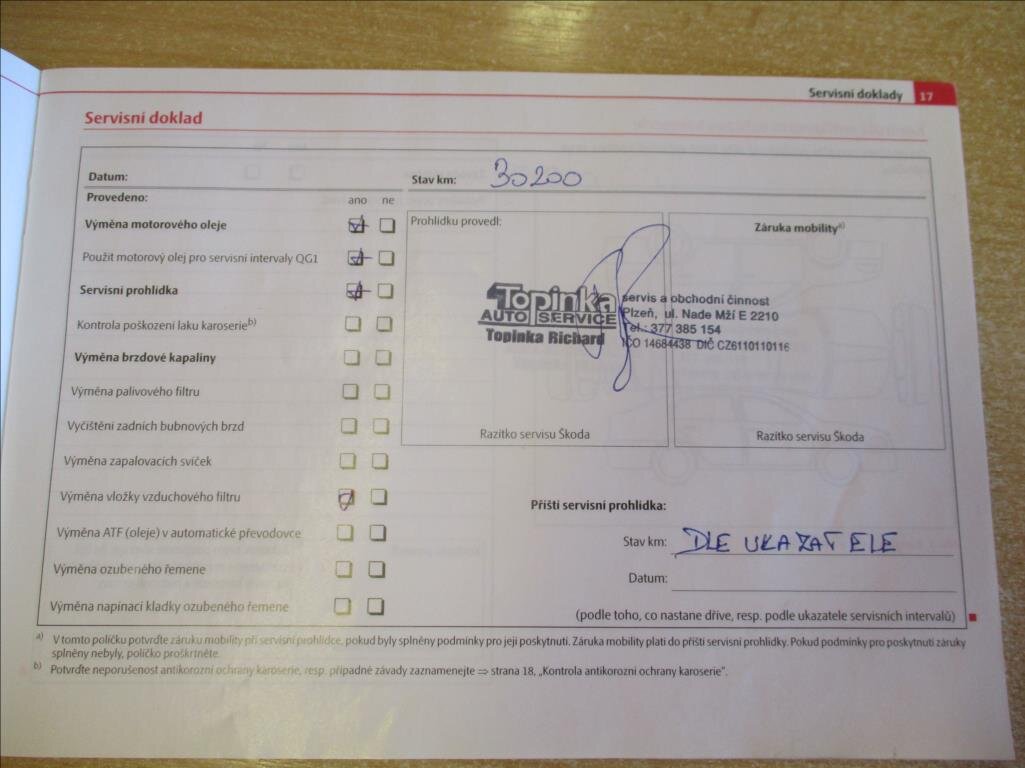 Servisní doklady 17
Servisní doklad
Datum:
Stav km: 30200
Provedeno:
ano ne
Prohlídku provedl:
Záruka mobility a)
Výměna motorového oleje
Použit motorový olej pro servisní intervaly QG1
Servisní prohlídka
Kontrola poškození laku karoserie b)
Výměna brzdové kapaliny
Výměna palivového filtru
Vyčištění zadních bubnových brzd
Výměna zapalovacích svíček
Výměna vložky vzduchového filtru
Výměna ATF (oleje) v automatické převodovce
Výměna ozubeného řemene
Výměna napínací kladky ozubeného řemene
Topinka
AUTO SERVICE
Topinka Richard
servis a obchodní činnost
Plzeň, ul. Nade Mží E 2210
Tel.: 377 385 154
IČO 14684438 DIČ CZ6110110116
Razítko servisu Škoda
Razítko servisu Škoda
Příští servisní prohlídka:
Stav km: DLE UKAZATELE
Datum:
(podle toho, co nastane dříve, resp. podle ukazatele servisních intervalů)
a) V tomto políčku potvrďte záruku mobility při servisní prohlídce, pokud byly splněny podmínky pro její poskytnutí. Záruka mobility platí do příští servisní prohlídky. Pokud podmínky pro poskytnutí záruky
splněny nebyly, políčko proškrtněte.
b) Potvrďte neporušenost antikorozní ochrany karoserie, resp. případné závady zaznamenejte ⇒ strana 18, „Kontrola antikorozní ochrany karoserie“.